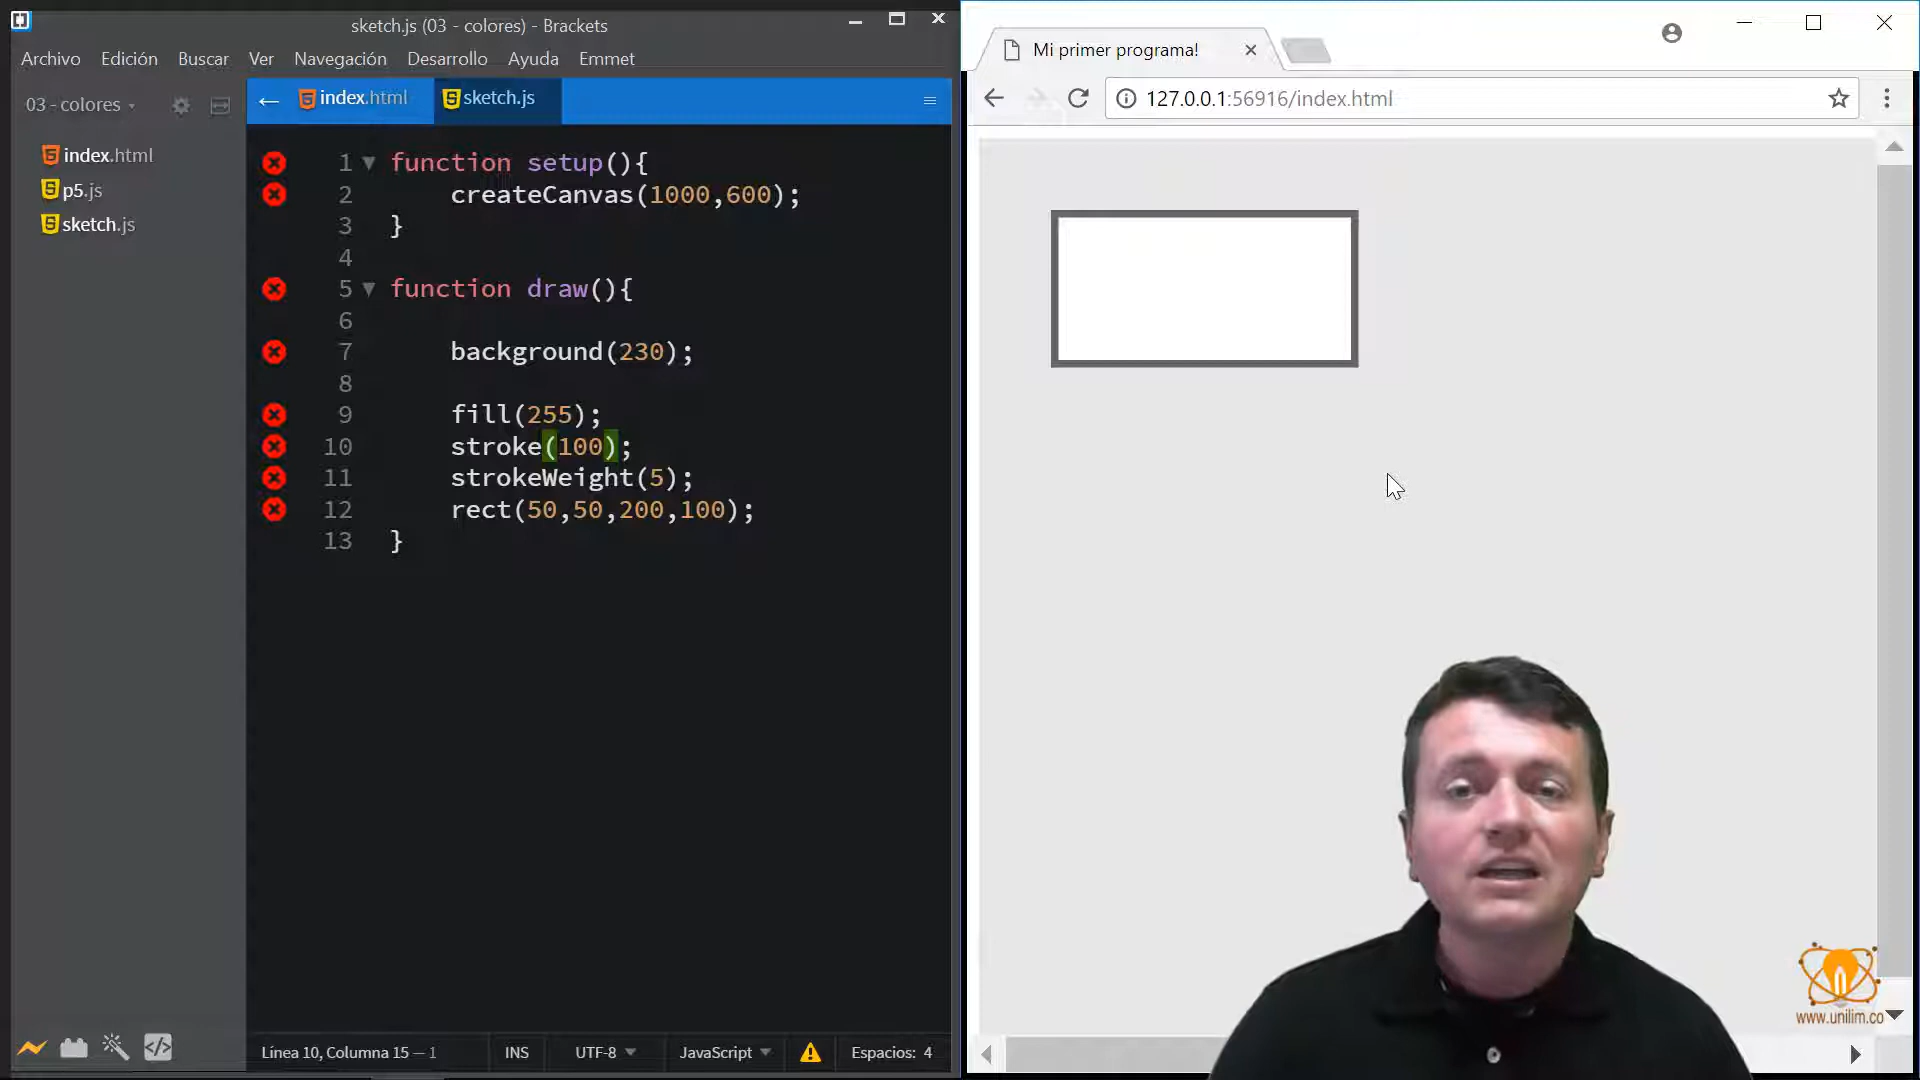 sketch.js (03 - colores) - Brackets
Archivo Edición Buscar Ver Navegación Desarrollo Ayuda Emmet
03 - colores
index.html
p5.js
sketch.js
index.html
sketch.js
1 function setup(){
2 createCanvas(1000,600);
3 }
4
5 function draw(){
6
7 background(230);
8
9 fill(255);
10 stroke(100);
11 strokeWeight(5);
12 rect(50,50,200,100);
13 }
Línea 10, Columna 15 — 1
INS
UTF-8
JavaScript
Espacios: 4
Mi primer programa!
127.0.0.1:56916/index.html
www.unilim.co